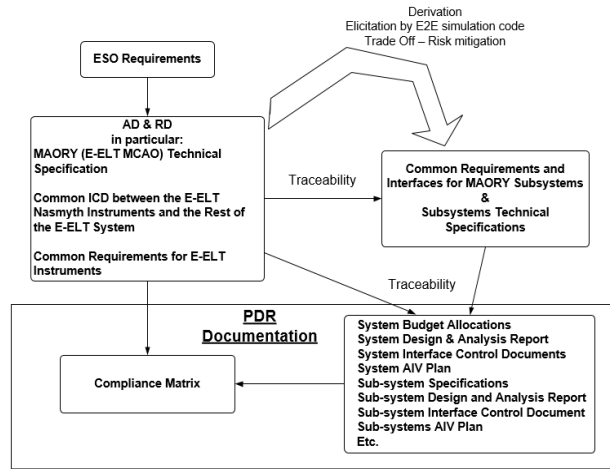 Derivation
Elicitation by E2E simulation code
Trade Off – Risk mitigation
ESO Requirements
AD & RD
in particular:
MAORY (E-ELT MCAO) Technical
Specification
Common ICD between the E-ELT
Nasmyth Instruments and the Rest of
the E-ELT System
Common Requirements for E-ELT
Instruments
Traceability
Common Requirements and
Interfaces for MAORY Subsystems
&
Subsystems Technical
Specifications
Traceability
PDR
Documentation
Compliance Matrix
System Budget Allocations
System Design & Analysis Report
System Interface Control Documents
System AIV Plan
Sub-system Specifications
Sub-system Design and Analysis Report
Sub-system Interface Control Document
Sub-systems AIV Plan
Etc.